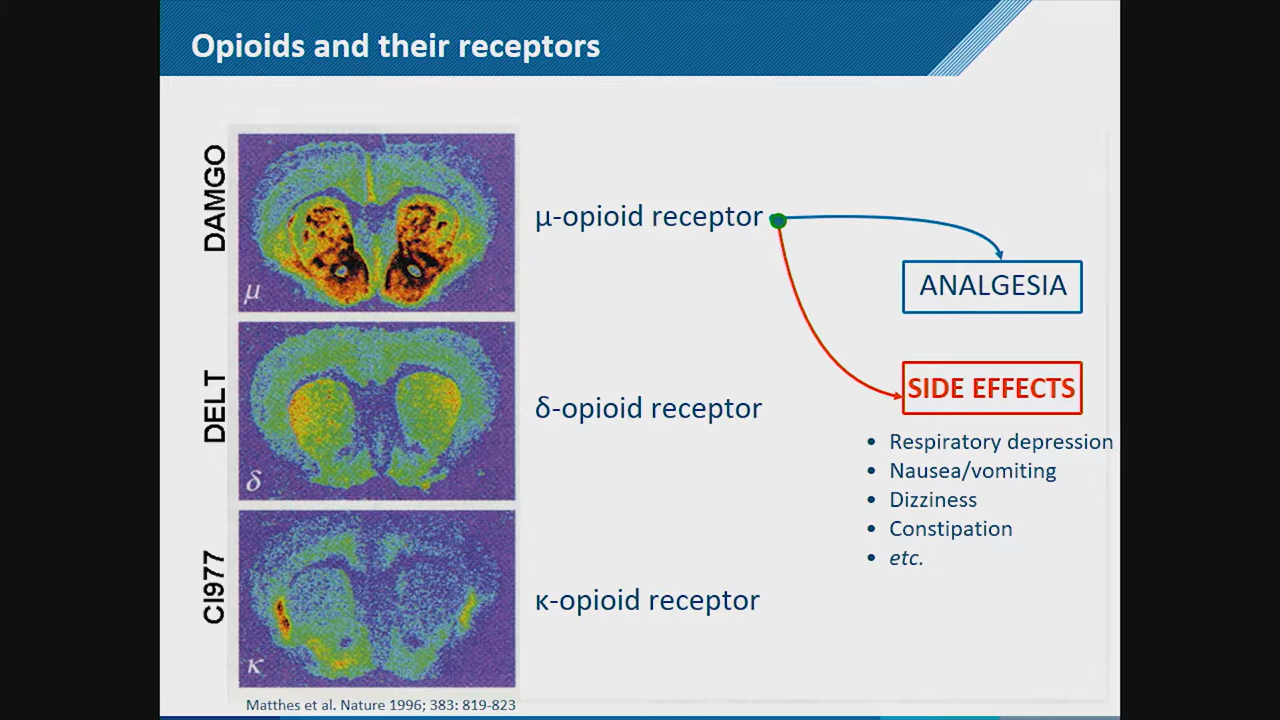 Opioids and their receptors
DAMGO
μ
μ-opioid receptor
ANALGESIA
SIDE EFFECTS
• Respiratory depression
• Nausea/vomiting
• Dizziness
• Constipation
• etc.
DELT
δ
δ-opioid receptor
CI977
κ
κ-opioid receptor
Matthes et al. Nature 1996; 383: 819-823